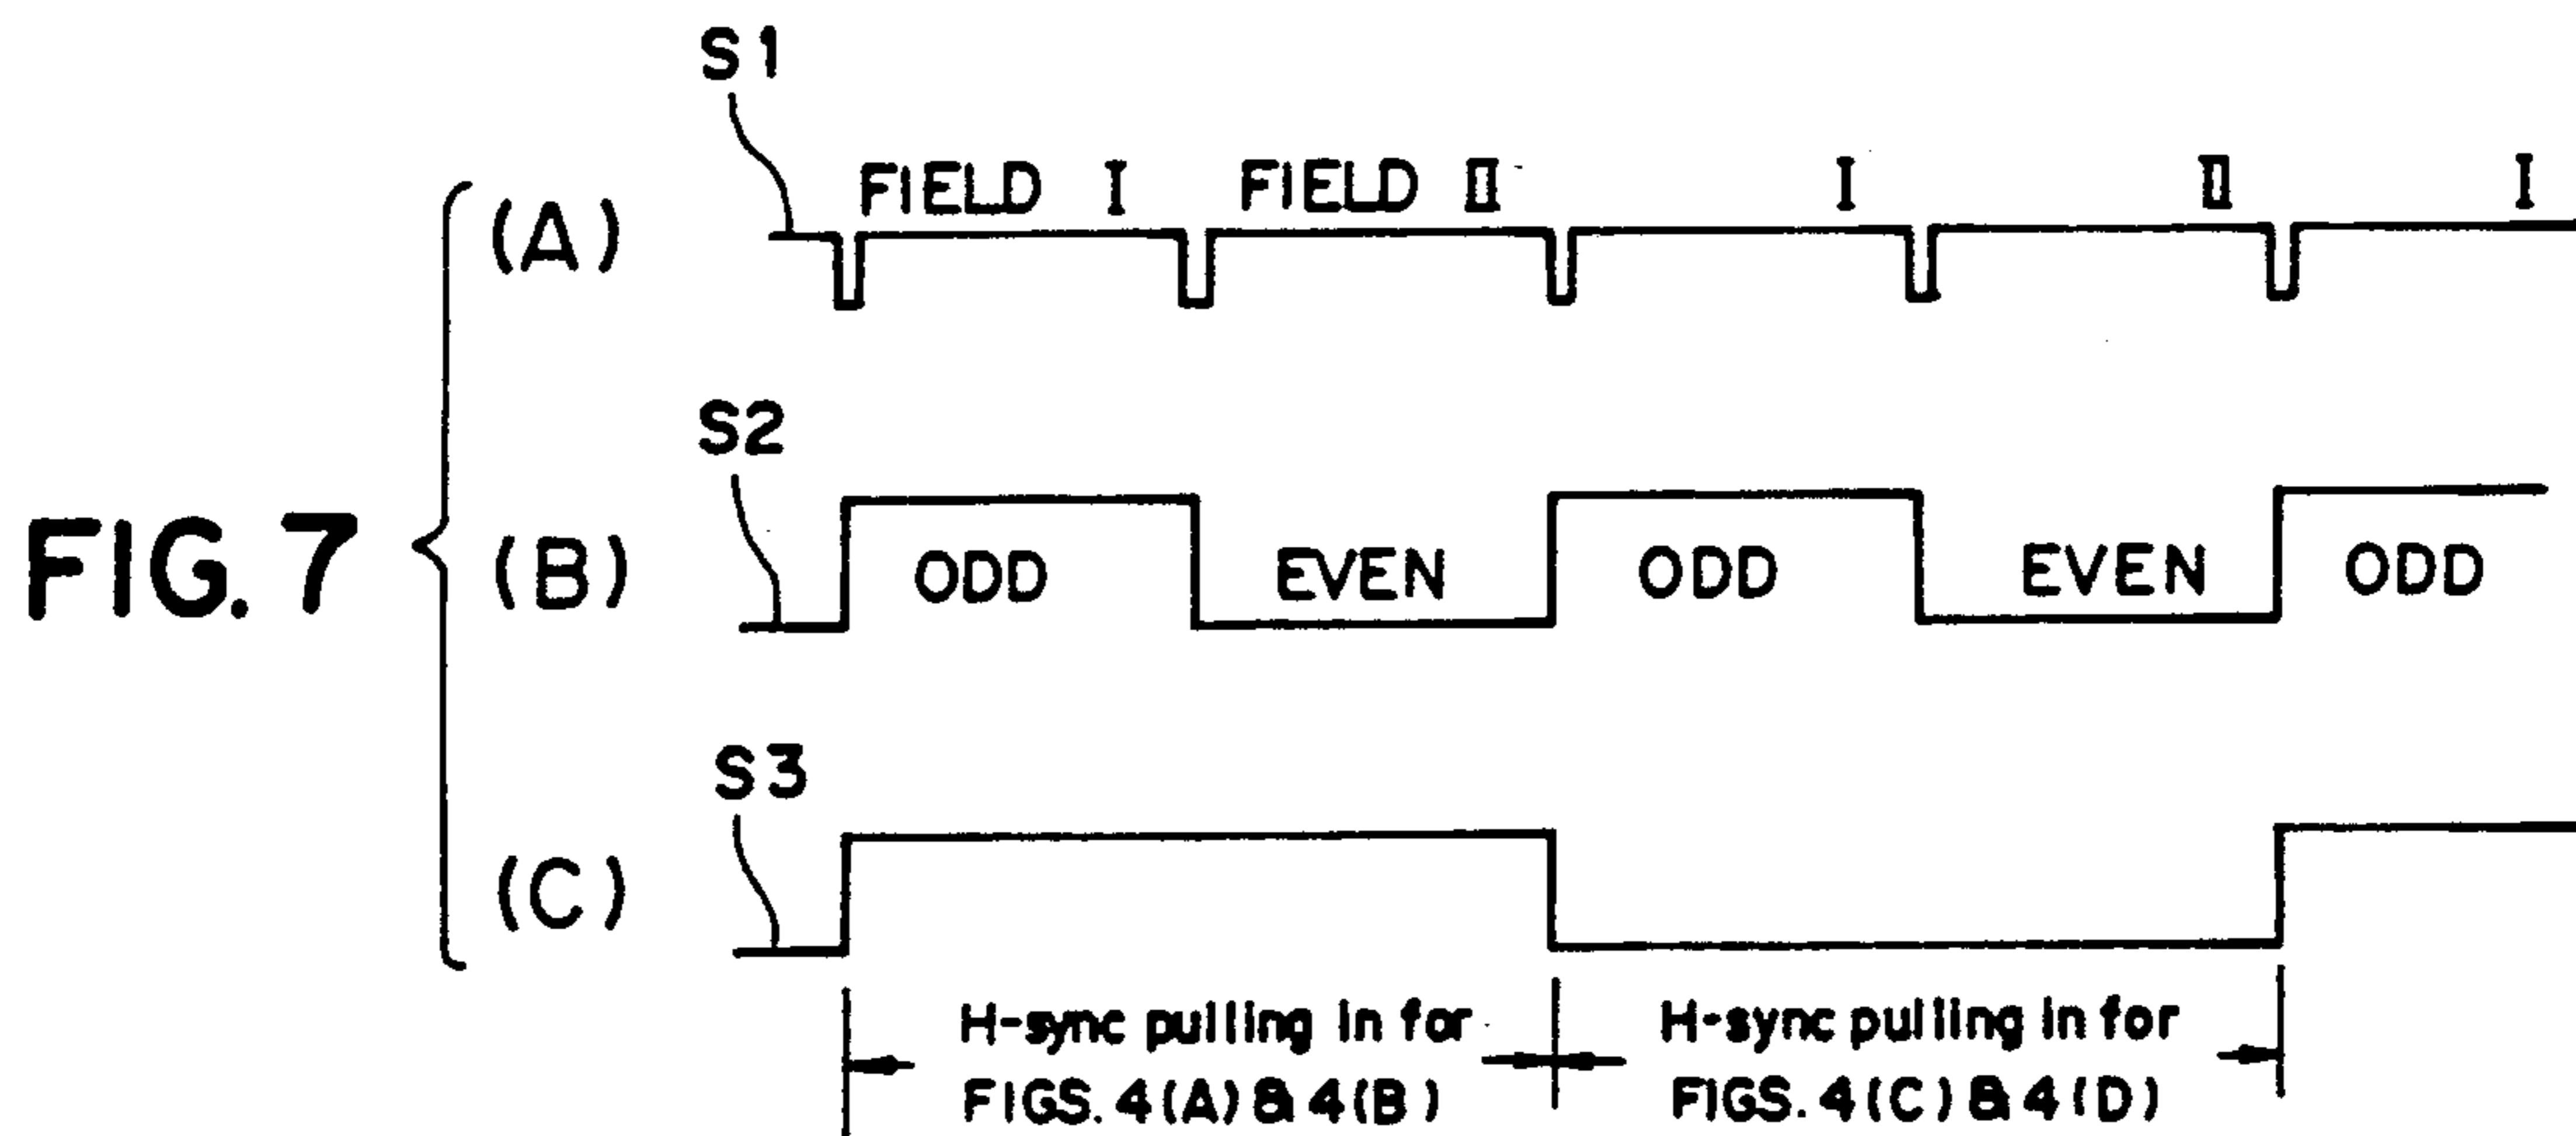 S1
FIELD I FIELD II I II I
(A)
S2
FIG. 7
(B)
ODD EVEN ODD EVEN ODD
S3
(C)
H-sync pulling in for
FIGS. 4(A) & 4(B)
H-sync pulling in for
FIGS. 4(C) & 4(D)